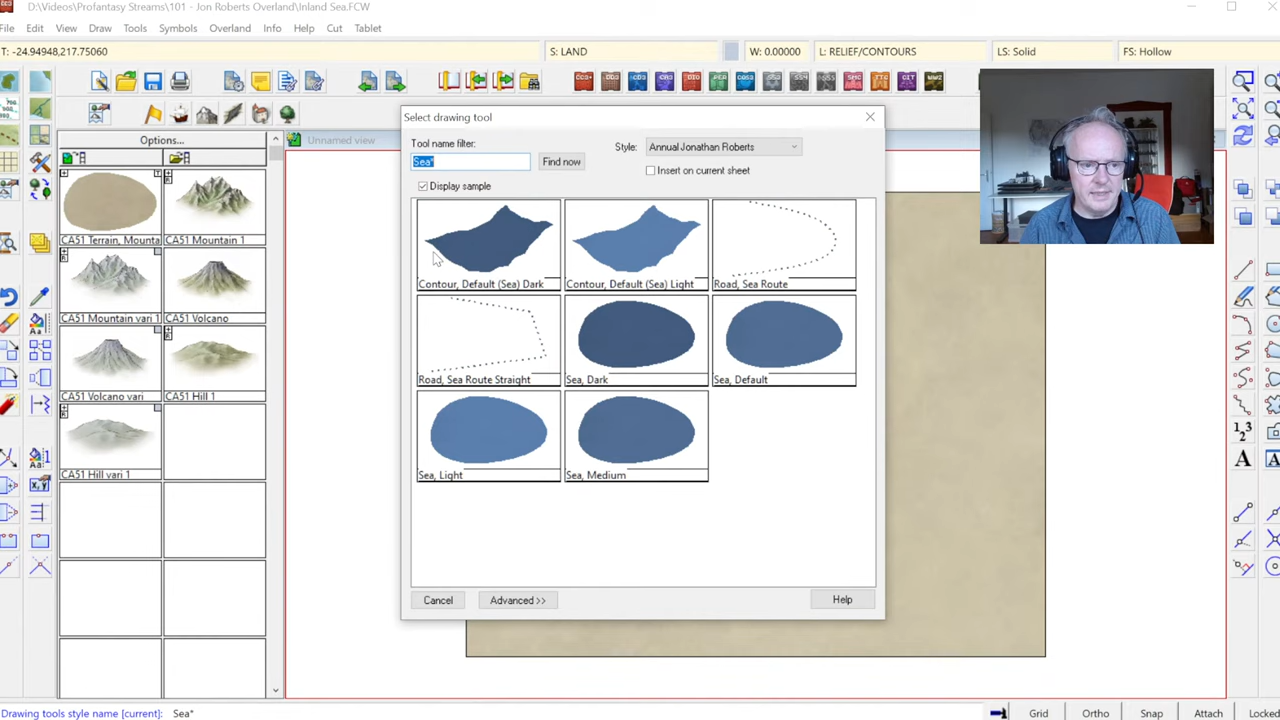 D:\Videos\Profantasy Streams\101 - Jon Roberts Overland\Inland Sea.FCW
File Edit View Draw Tools Symbols Overland Info Help Cut Tablet
T: -24.94948,217.75060 S: LAND W: 0.00000 L: RELIEF/CONTOURS LS: Solid FS: Hollow
Options...
Unnamed view
CA51 Terrain, Mounta CA51 Mountain 1
CA51 Mountain vari 1 CA51 Volcano
CA51 Volcano vari CA51 Hill 1
CA51 Hill vari 1
Select drawing tool
Tool name filter:
Sea*
Find now
Style:
Annual Jonathan Roberts
Insert on current sheet
Display sample
Contour, Default (Sea) Dark Contour, Default (Sea) Light Road, Sea Route
Road, Sea Route Straight Sea, Dark Sea, Default
Sea, Light Sea, Medium
Cancel Advanced >> Help
Drawing tools style name [current]: Sea*
Grid Ortho Snap Attach Locked